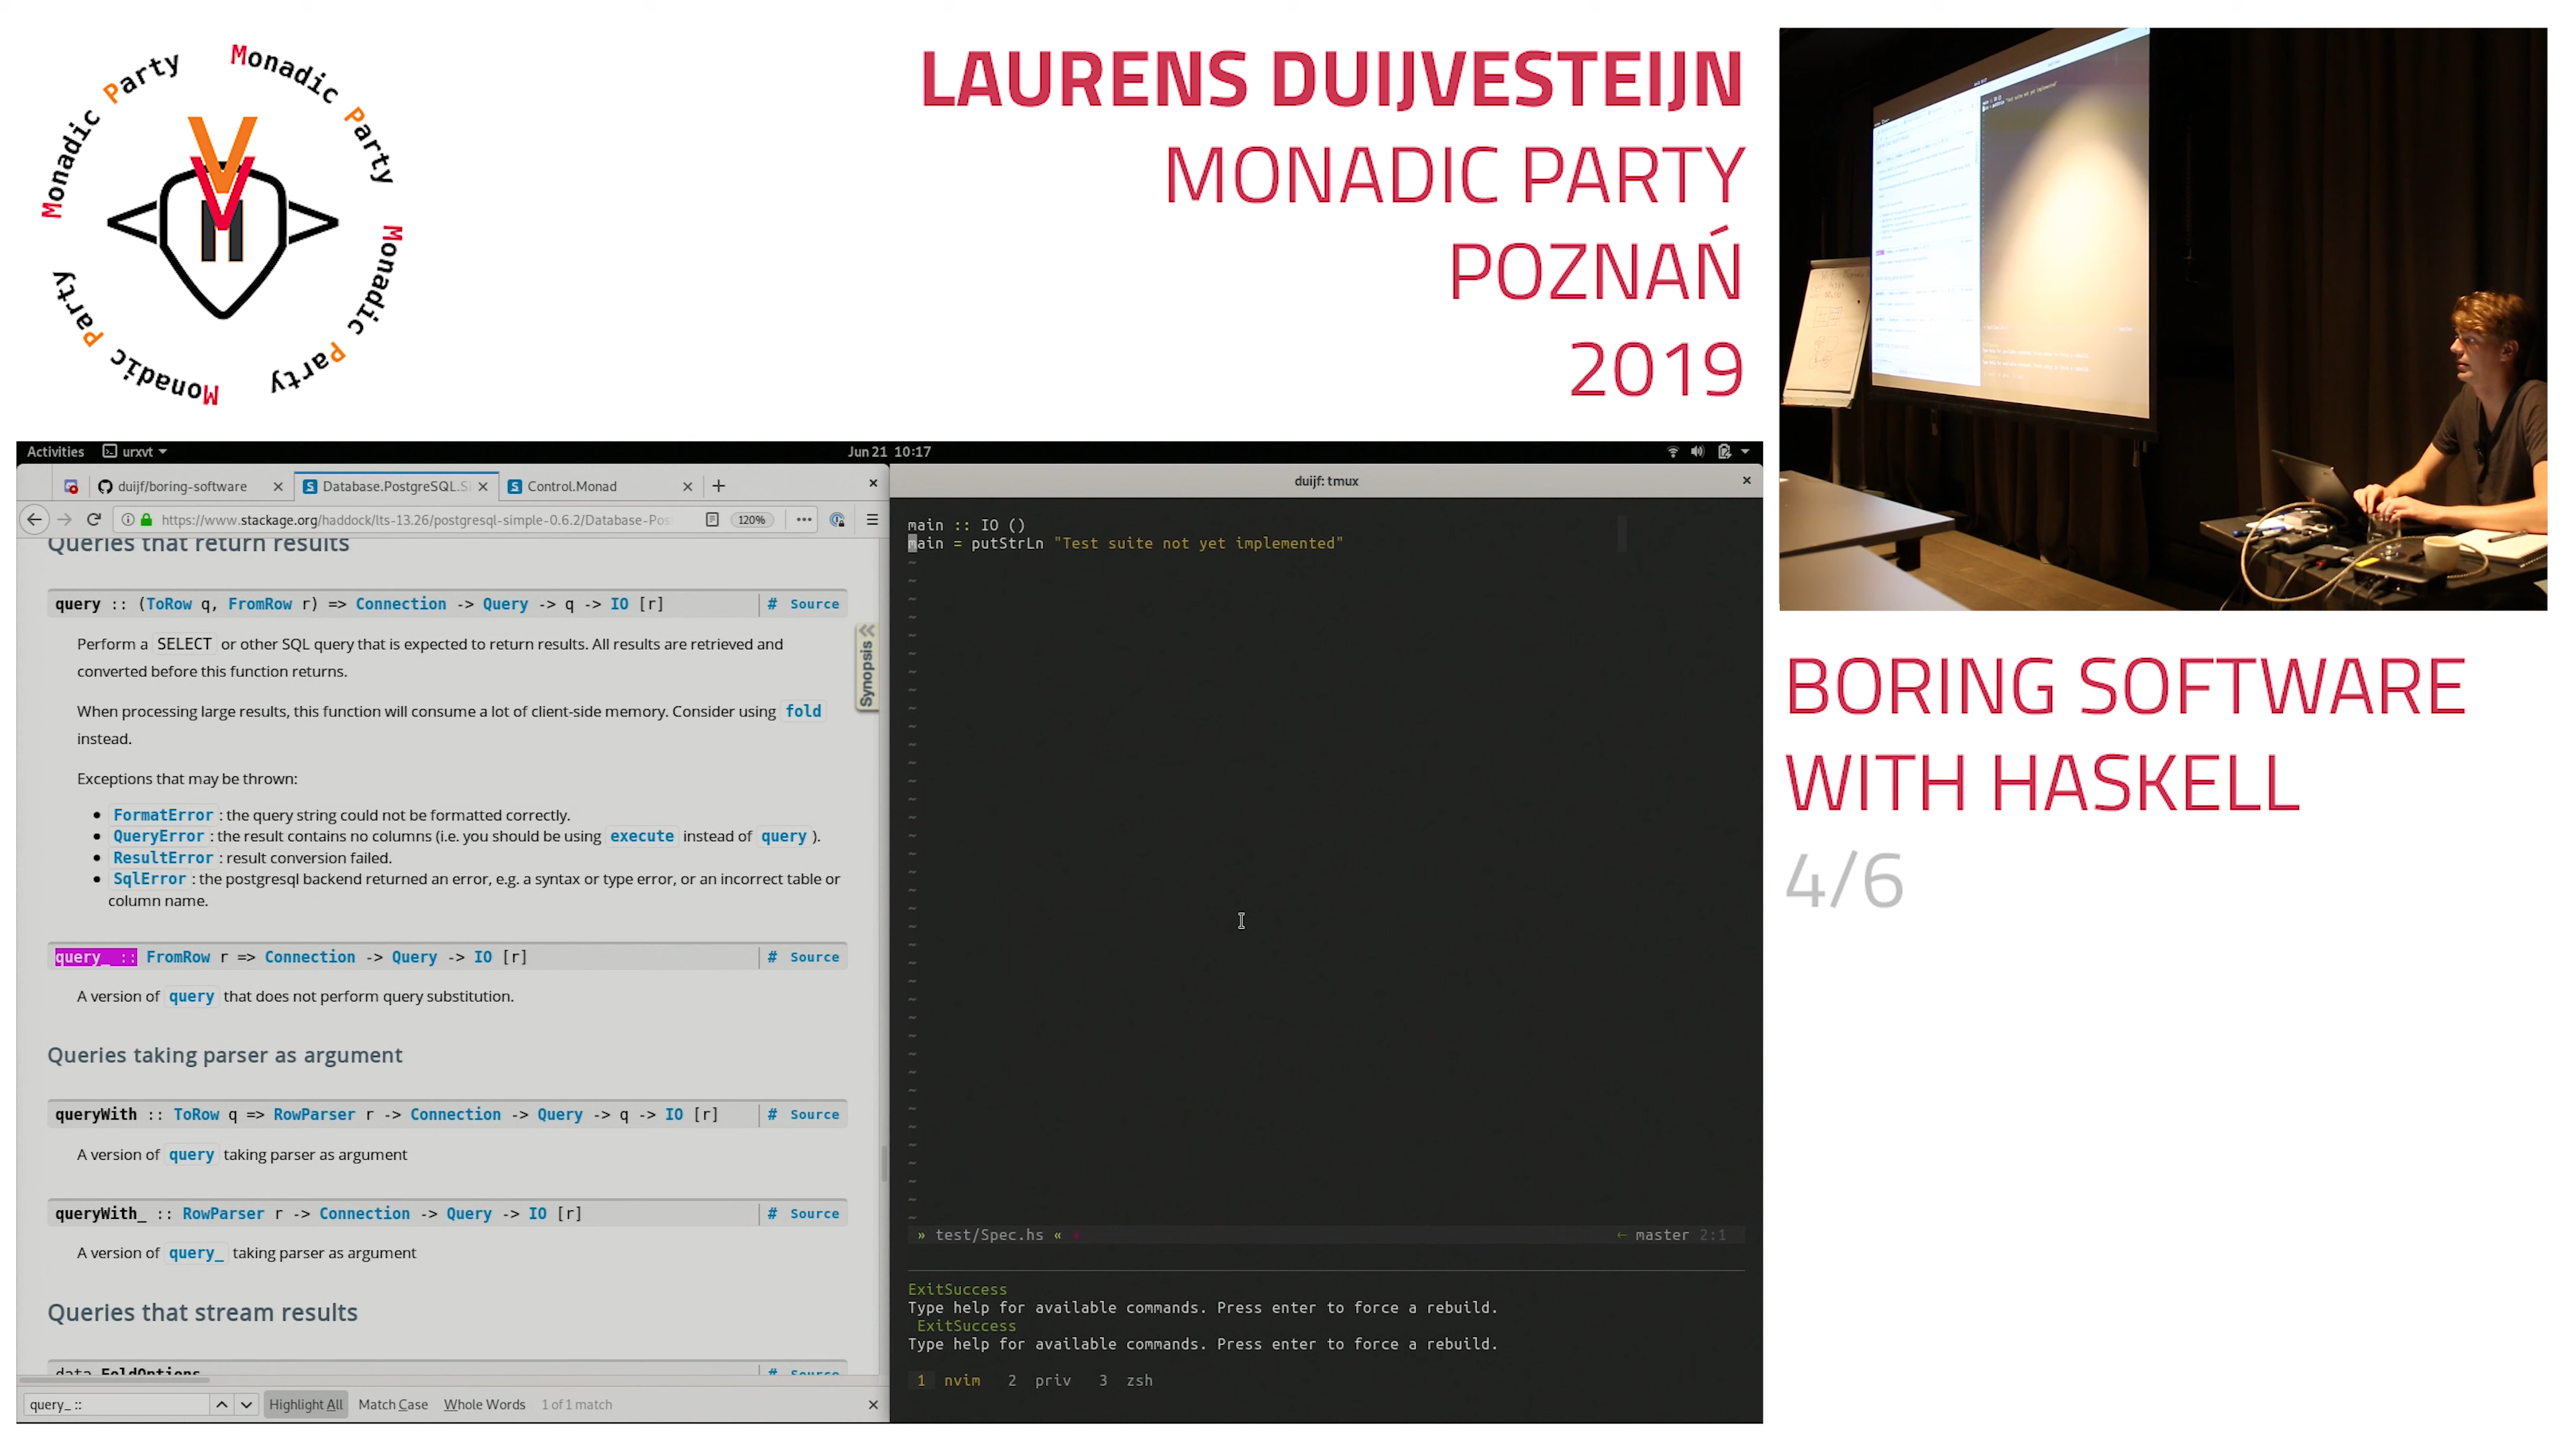 Monadic Party Monadic Party Monadic Party Monadic Party
M
LAURENS DUIJVESTEIJN
MONADIC PARTY
POZNAŃ
2019
Activities urxvt Jun 21 10:17
duijf/boring-software Database.PostgreSQL.S Control.Monad
https://www.stackage.org/haddock/lts-13.26/postgresql-simple-0.6.2/Database-Pos 120%
Queries that return results
query :: (ToRow q, FromRow r) => Connection -> Query -> q -> IO [r] # Source
Perform a SELECT or other SQL query that is expected to return results. All results are retrieved and
converted before this function returns.
Synopsis
When processing large results, this function will consume a lot of client-side memory. Consider using fold
instead.
Exceptions that may be thrown:
• FormatError : the query string could not be formatted correctly.
• QueryError : the result contains no columns (i.e. you should be using execute instead of query ).
• ResultError : result conversion failed.
• SqlError : the postgresql backend returned an error, e.g. a syntax or type error, or an incorrect table or
column name.
query_ :: FromRow r => Connection -> Query -> IO [r] # Source
A version of query that does not perform query substitution.
Queries taking parser as argument
queryWith :: ToRow q => RowParser r -> Connection -> Query -> q -> IO [r] # Source
A version of query taking parser as argument
queryWith_ :: RowParser r -> Connection -> Query -> IO [r] # Source
A version of query_ taking parser as argument
Queries that stream results
data FoldOptions # Source
query_ :: Highlight All Match Case Whole Words 1 of 1 match
duijf: tmux
main :: IO ()
main = putStrLn "Test suite not yet implemented"
» test/Spec.hs « ← master 2:1
ExitSuccess
Type help for available commands. Press enter to force a rebuild.
ExitSuccess
Type help for available commands. Press enter to force a rebuild.
1 nvim 2 priv 3 zsh
BORING SOFTWARE
WITH HASKELL
4/6